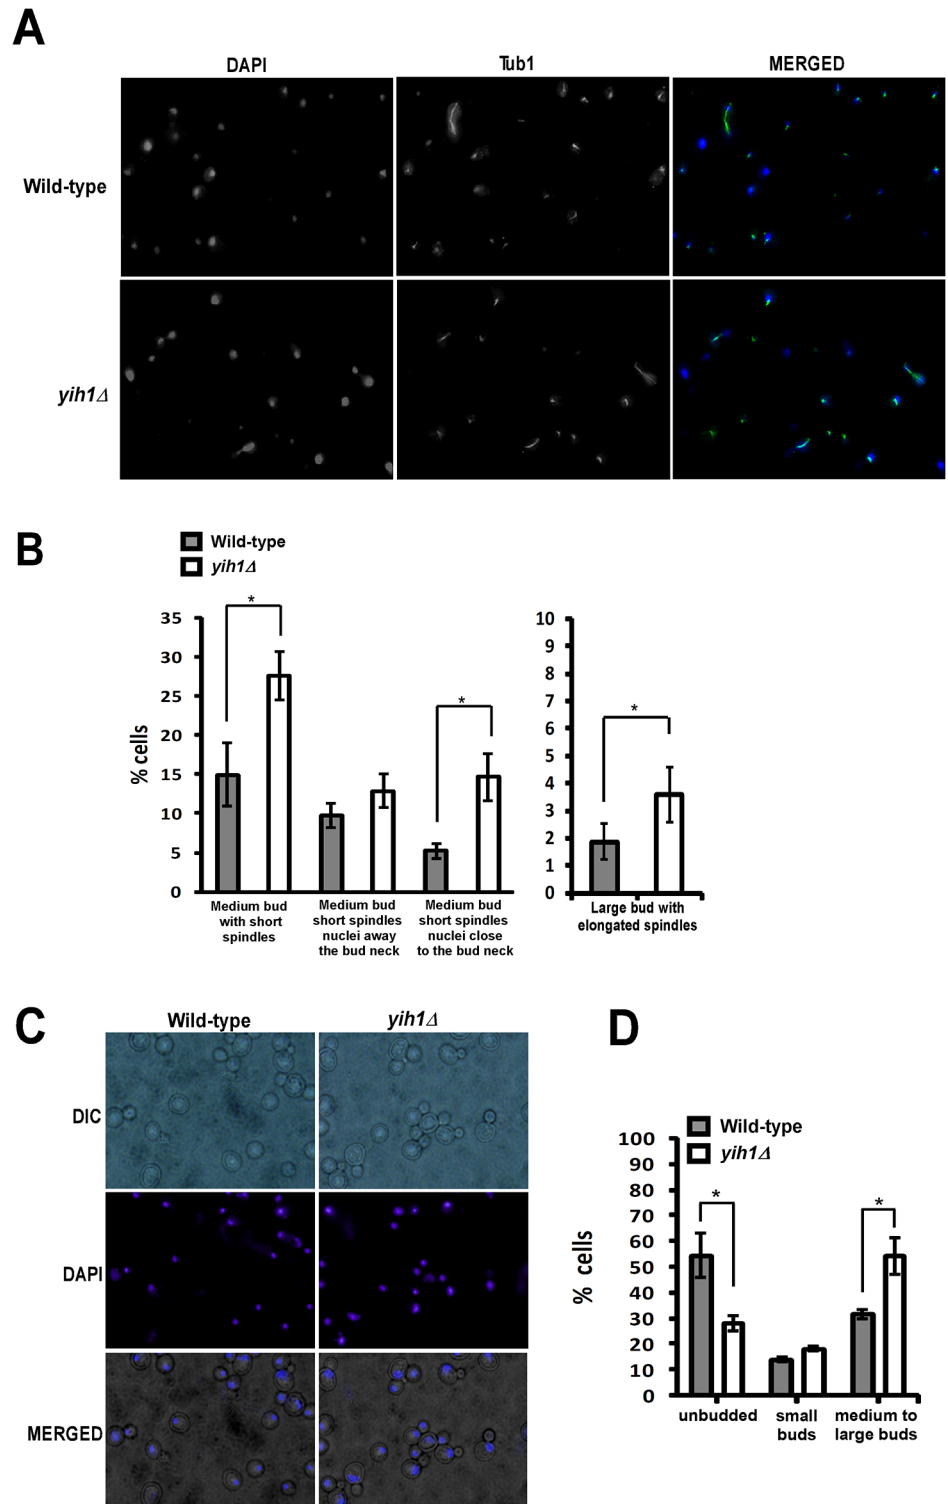 A
DAPI
Tub1
MERGED
Wild-type
yih1Δ
B
Wild-type
yih1Δ
*
*
35
30
25
20
15
10
5
0
% cells
Medium bud
with short
spindles
Medium bud
short spindles
nuclei away
the bud neck
Medium bud
short spindles
nuclei close
to the bud neck
*
10
9
8
7
6
5
4
3
2
1
0
Large bud with
elongated spindles
C
Wild-type
yih1Δ
DIC
DAPI
MERGED
D
Wild-type
yih1Δ
*
*
100
90
80
70
60
50
40
30
20
10
0
% cells
unbudded
small
buds
medium to
large buds